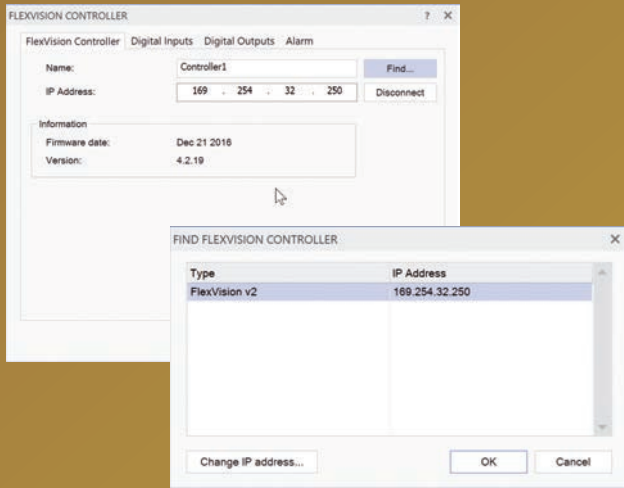 FLEXVISION CONTROLLER ? ×
FlexVision Controller Digital Inputs Digital Outputs Alarm
Name: Controller1 Find...
IP Address: 169 . 254 . 32 . 250 Disconnect
Information
Firmware date: Dec 21 2016
Version: 4.2.19
FIND FLEXVISION CONTROLLER ×
Type IP Address
FlexVision v2 169.254.32.250
Change IP address... OK Cancel